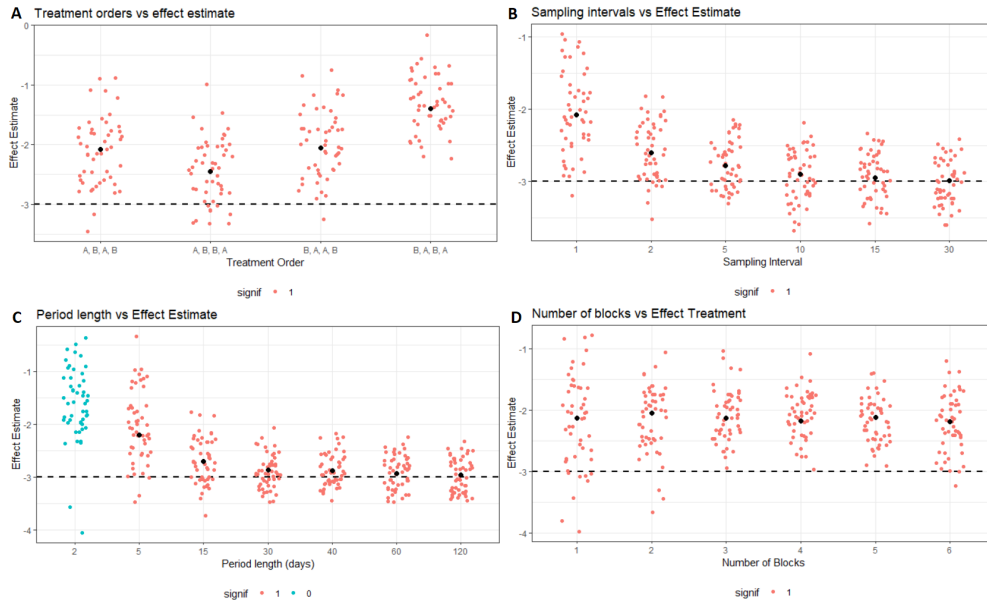 A Treatment orders vs effect estimate
0
-1
-2
-3
Effect Estimate
A, B, A, B A, B, B, A B, A, A, B B, A, B, A
Treatment Order
signif 1
B Sampling intervals vs Effect Estimate
-1
-2
-3
Effect Estimate
1 2 5 10 15 30
Sampling Interval
signif 1
C Period length vs Effect Estimate
-1
-2
-3
-4
Effect Estimate
2 5 15 30 40 60 120
Period length (days)
signif 1 0
D Number of blocks vs Effect Treatment
-1
-2
-3
-4
Effect Estimate
1 2 3 4 5 6
Number of Blocks
signif 1